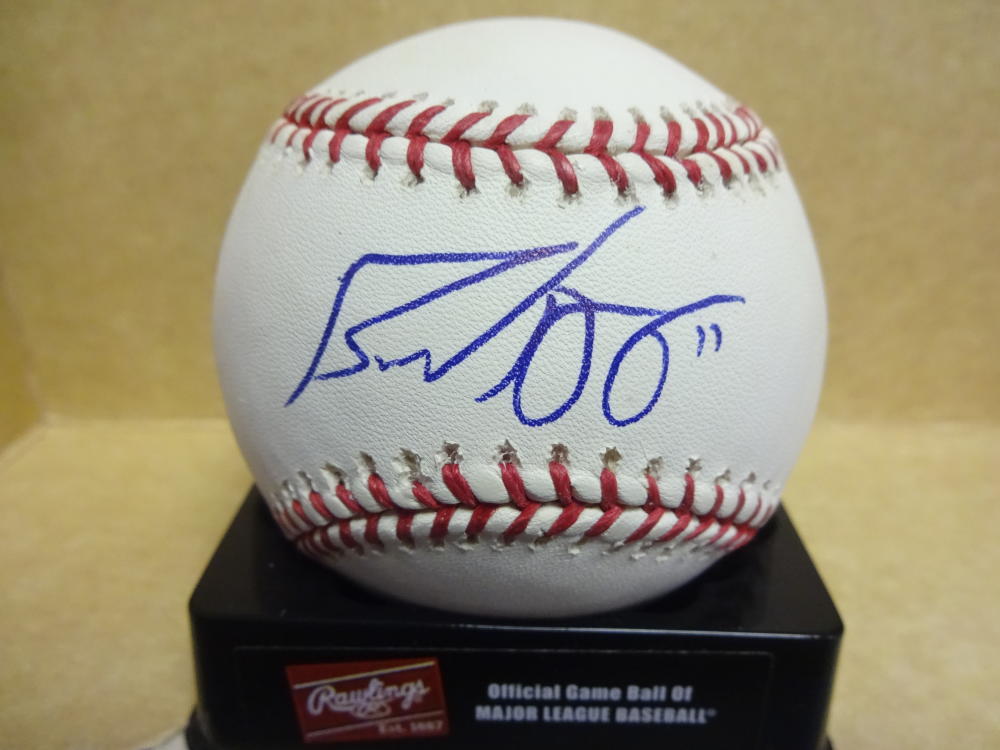 11
Rawlings
Est. 1887
Official Game Ball Of
MAJOR LEAGUE BASEBALL